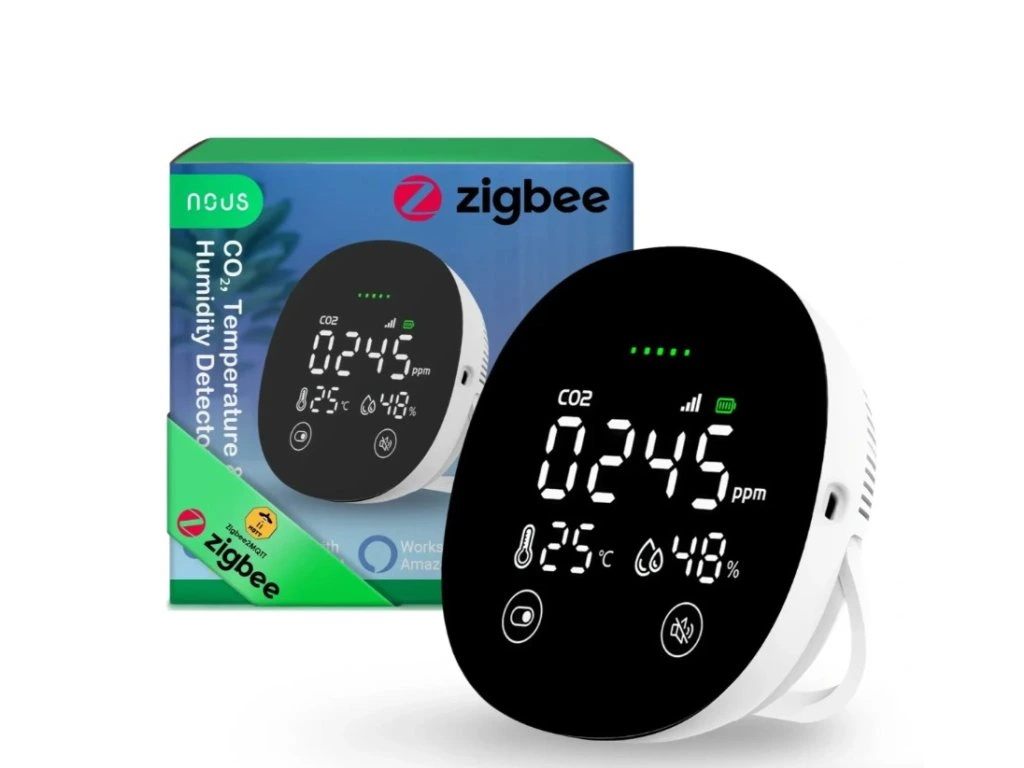 nous
zigbee
CO₂, Temperature &
Humidity Detecto
CO2
0245 ppm
25 °C 48 %
zigbee
Zigbee2MQTT
Works
Amaz
CO2
0245 ppm
25 °C 48 %